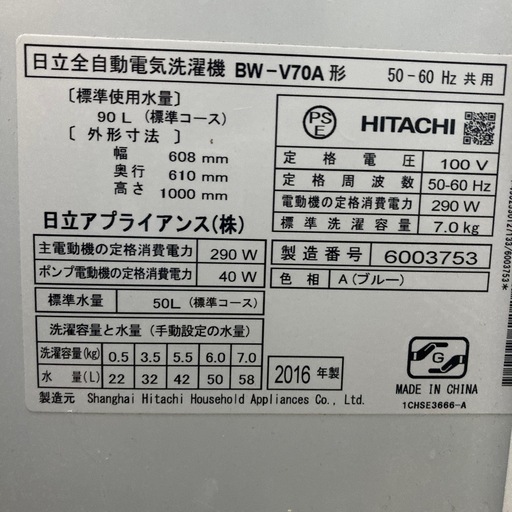 日立全自動電気洗濯機 BW-V70A 形 50-60 Hz 共用
〔標準使用水量〕
90 L (標準コース)
〔外形寸法〕
幅 608 mm
奥行 610 mm
高さ 1000 mm
日立アプライアンス(株)
PS
E
HITACHI
定格電圧 100 V
定格周波数 50-60 Hz
電動機の定格消費電力 290 W
標準洗濯容量 7.0 kg
主電動機の定格消費電力 290 W
ポンプ電動機の定格消費電力 40 W
製造番号 6003753
色相 A(ブルー)
標準水量 50L (標準コース)
洗濯容量と水量 (手動設定の水量)
洗濯容量(kg) 0.5 3.5 5.5 6.0 7.0
水量(L) 22 32 42 50 58
2016 年製
G
MADE IN CHINA
製造元 Shanghai Hitachi Household Appliances Co., Ltd.
1CHSE3666-A